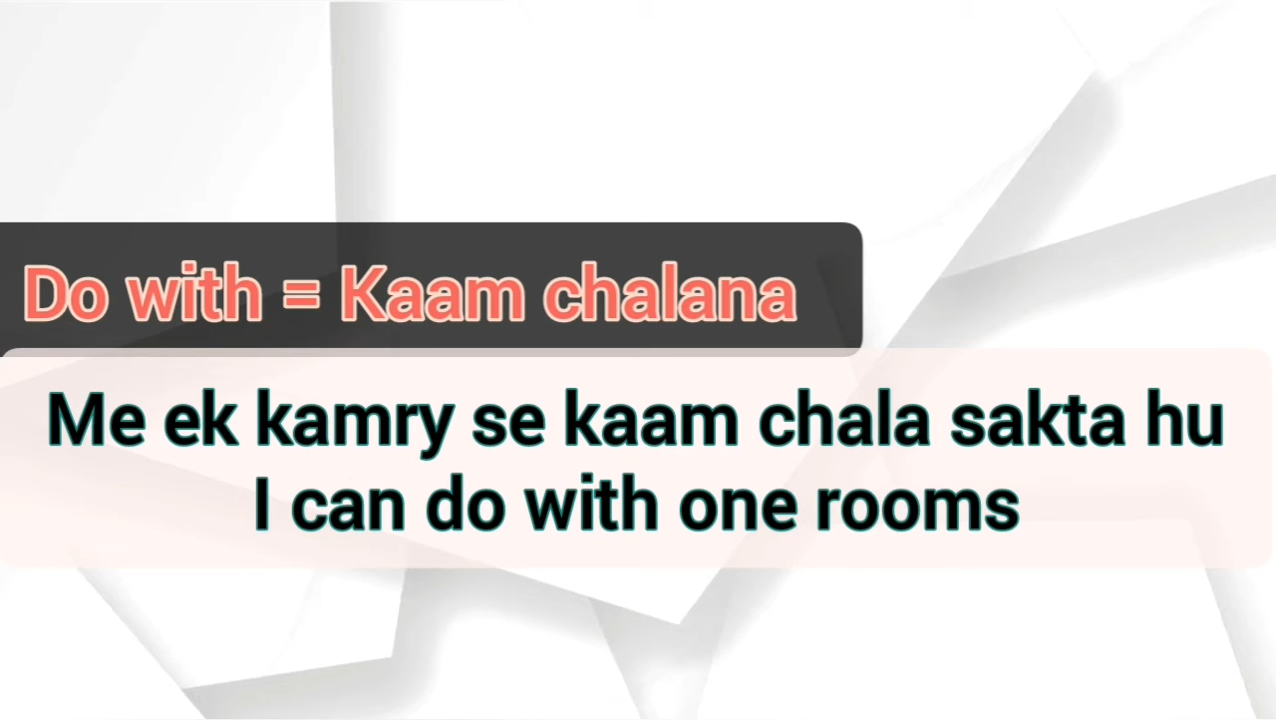 Do with = Kaam chalana
Me ek kamry se kaam chala sakta hu
I can do with one rooms